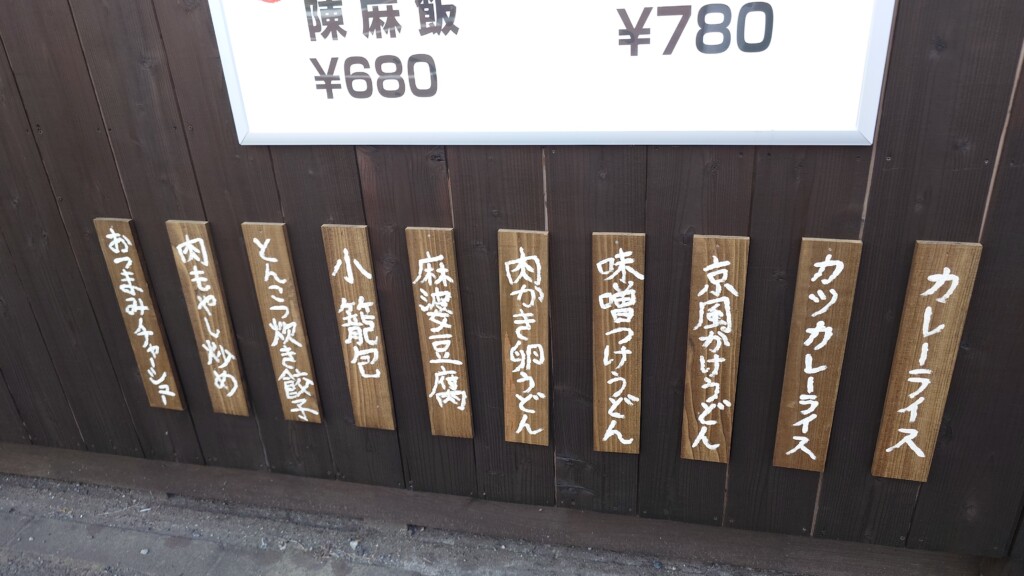 陳麻飯
¥680
¥780
カレーライス
カツカレーライス
京風かけうどん
味噌つけうどん
肉かき卵うどん
麻婆豆腐
小籠包
とんこつ炊き餃子
肉もやし炒め
おつまみチャーシュー